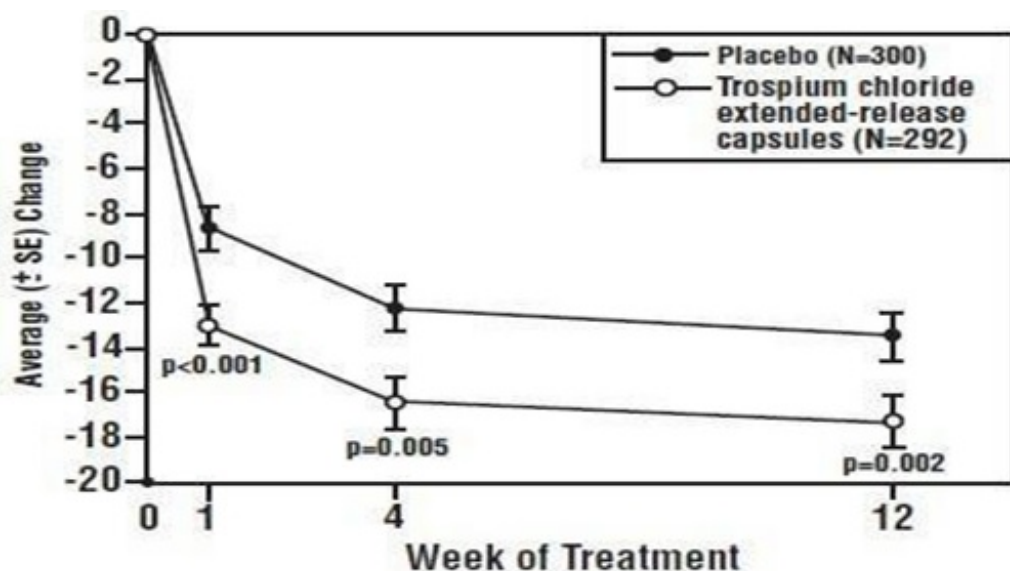 Average (± SE) Change
0
-2
-4
-6
-8
-10
-12
-14
-16
-18
-20
Placebo (N=300)
Trospium chloride
extended-release
capsules (N=292)
p<0.001
p=0.005
p=0.002
0 1 4 12
Week of Treatment